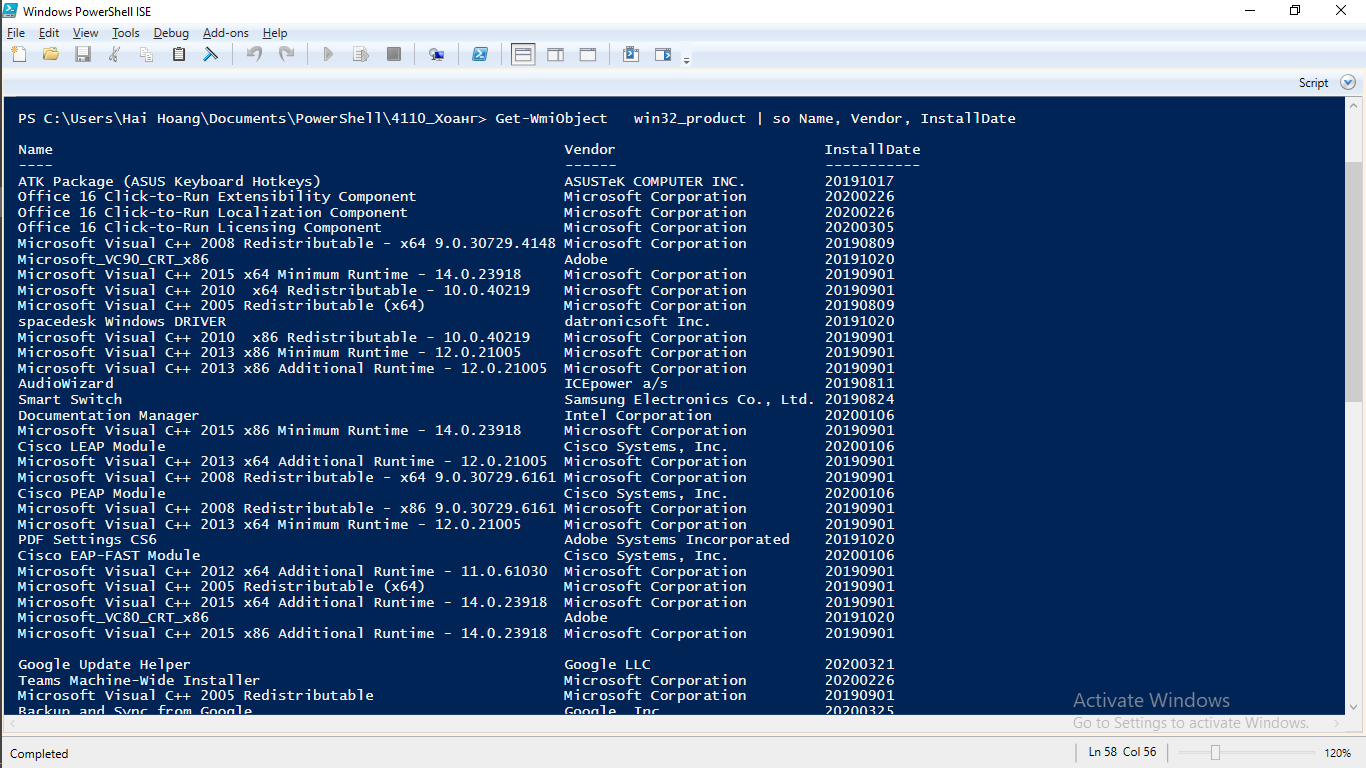 Windows PowerShell ISE
File Edit View Tools Debug Add-ons Help
Script
PS C:\Users\Hai Hoang\Documents\PowerShell\4110_Хоанг> Get-WmiObject   win32_product | so Name, Vendor, InstallDate
Name Vendor InstallDate
---- ------ -----------
ATK Package (ASUS Keyboard Hotkeys) ASUSTeK COMPUTER INC. 20191017
Office 16 Click-to-Run Extensibility Component Microsoft Corporation 20200226
Office 16 Click-to-Run Localization Component Microsoft Corporation 20200226
Office 16 Click-to-Run Licensing Component Microsoft Corporation 20200305
Microsoft Visual C++ 2008 Redistributable - x64 9.0.30729.4148 Microsoft Corporation 20190809
Microsoft_VC90_CRT_x86 Adobe 20191020
Microsoft Visual C++ 2015 x64 Minimum Runtime - 14.0.23918 Microsoft Corporation 20190901
Microsoft Visual C++ 2010  x64 Redistributable - 10.0.40219 Microsoft Corporation 20190901
Microsoft Visual C++ 2005 Redistributable (x64) Microsoft Corporation 20190809
spacedesk Windows DRIVER datronicsoft Inc. 20191020
Microsoft Visual C++ 2010  x86 Redistributable - 10.0.40219 Microsoft Corporation 20190901
Microsoft Visual C++ 2013 x86 Minimum Runtime - 12.0.21005 Microsoft Corporation 20190901
Microsoft Visual C++ 2013 x86 Additional Runtime - 12.0.21005 Microsoft Corporation 20190901
AudioWizard ICEpower a/s 20190811
Smart Switch Samsung Electronics Co., Ltd. 20190824
Documentation Manager Intel Corporation 20200106
Microsoft Visual C++ 2015 x86 Minimum Runtime - 14.0.23918 Microsoft Corporation 20190901
Cisco LEAP Module Cisco Systems, Inc. 20200106
Microsoft Visual C++ 2013 x64 Additional Runtime - 12.0.21005 Microsoft Corporation 20190901
Microsoft Visual C++ 2008 Redistributable - x64 9.0.30729.6161 Microsoft Corporation 20190901
Cisco PEAP Module Cisco Systems, Inc. 20200106
Microsoft Visual C++ 2008 Redistributable - x86 9.0.30729.6161 Microsoft Corporation 20190901
Microsoft Visual C++ 2013 x64 Minimum Runtime - 12.0.21005 Microsoft Corporation 20190901
PDF Settings CS6 Adobe Systems Incorporated 20191020
Cisco EAP-FAST Module Cisco Systems, Inc. 20200106
Microsoft Visual C++ 2012 x64 Additional Runtime - 11.0.61030 Microsoft Corporation 20190901
Microsoft Visual C++ 2005 Redistributable (x64) Microsoft Corporation 20190901
Microsoft Visual C++ 2015 x64 Additional Runtime - 14.0.23918 Microsoft Corporation 20190901
Microsoft_VC80_CRT_x86 Adobe 20191020
Microsoft Visual C++ 2015 x86 Additional Runtime - 14.0.23918 Microsoft Corporation 20190901
Google Update Helper Google LLC 20200321
Teams Machine-Wide Installer Microsoft Corporation 20200226
Microsoft Visual C++ 2005 Redistributable Microsoft Corporation 20190901
Backup and Sync from Google Google, Inc. 20200325
Activate Windows
Go to Settings to activate Windows.
Completed Ln 58 Col 56 120%